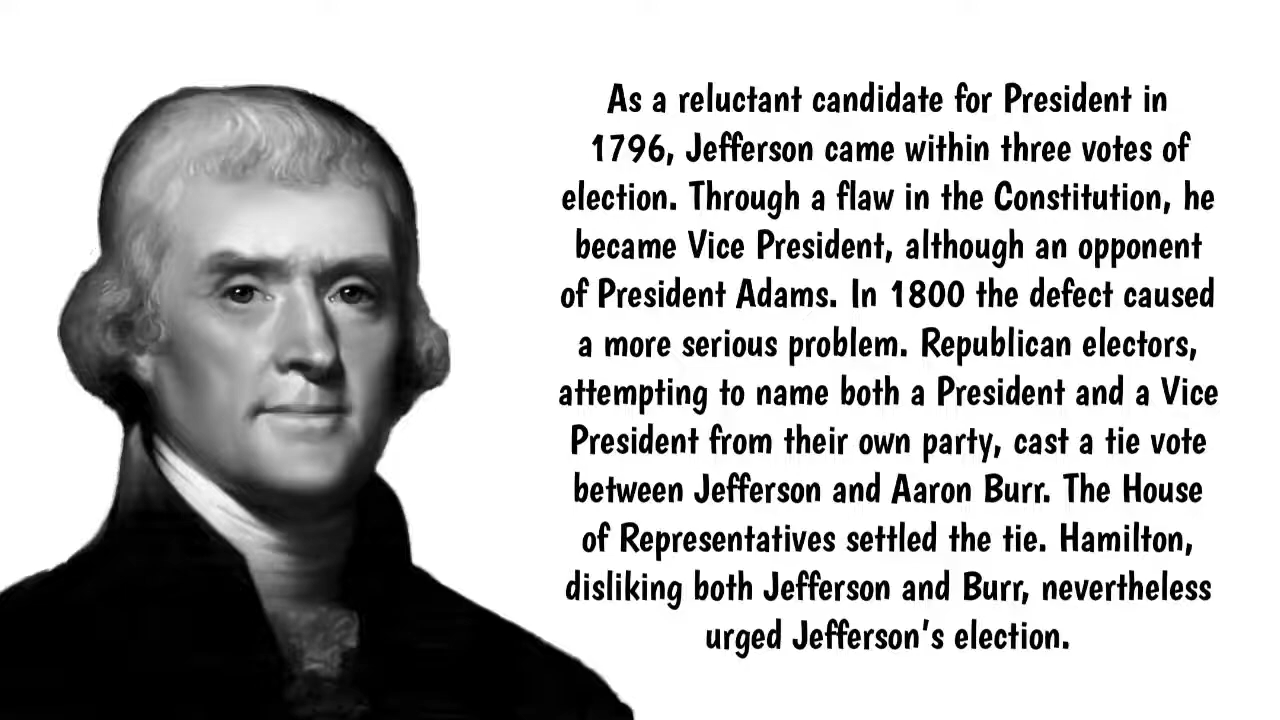 As a reluctant candidate for President in
1796, Jefferson came within three votes of
election. Through a flaw in the Constitution, he
became Vice President, although an opponent
of President Adams. In 1800 the defect caused
a more serious problem. Republican electors,
attempting to name both a President and a Vice
President from their own party, cast a tie vote
between Jefferson and Aaron Burr. The House
of Representatives settled the tie. Hamilton,
disliking both Jefferson and Burr, nevertheless
urged Jefferson's election.